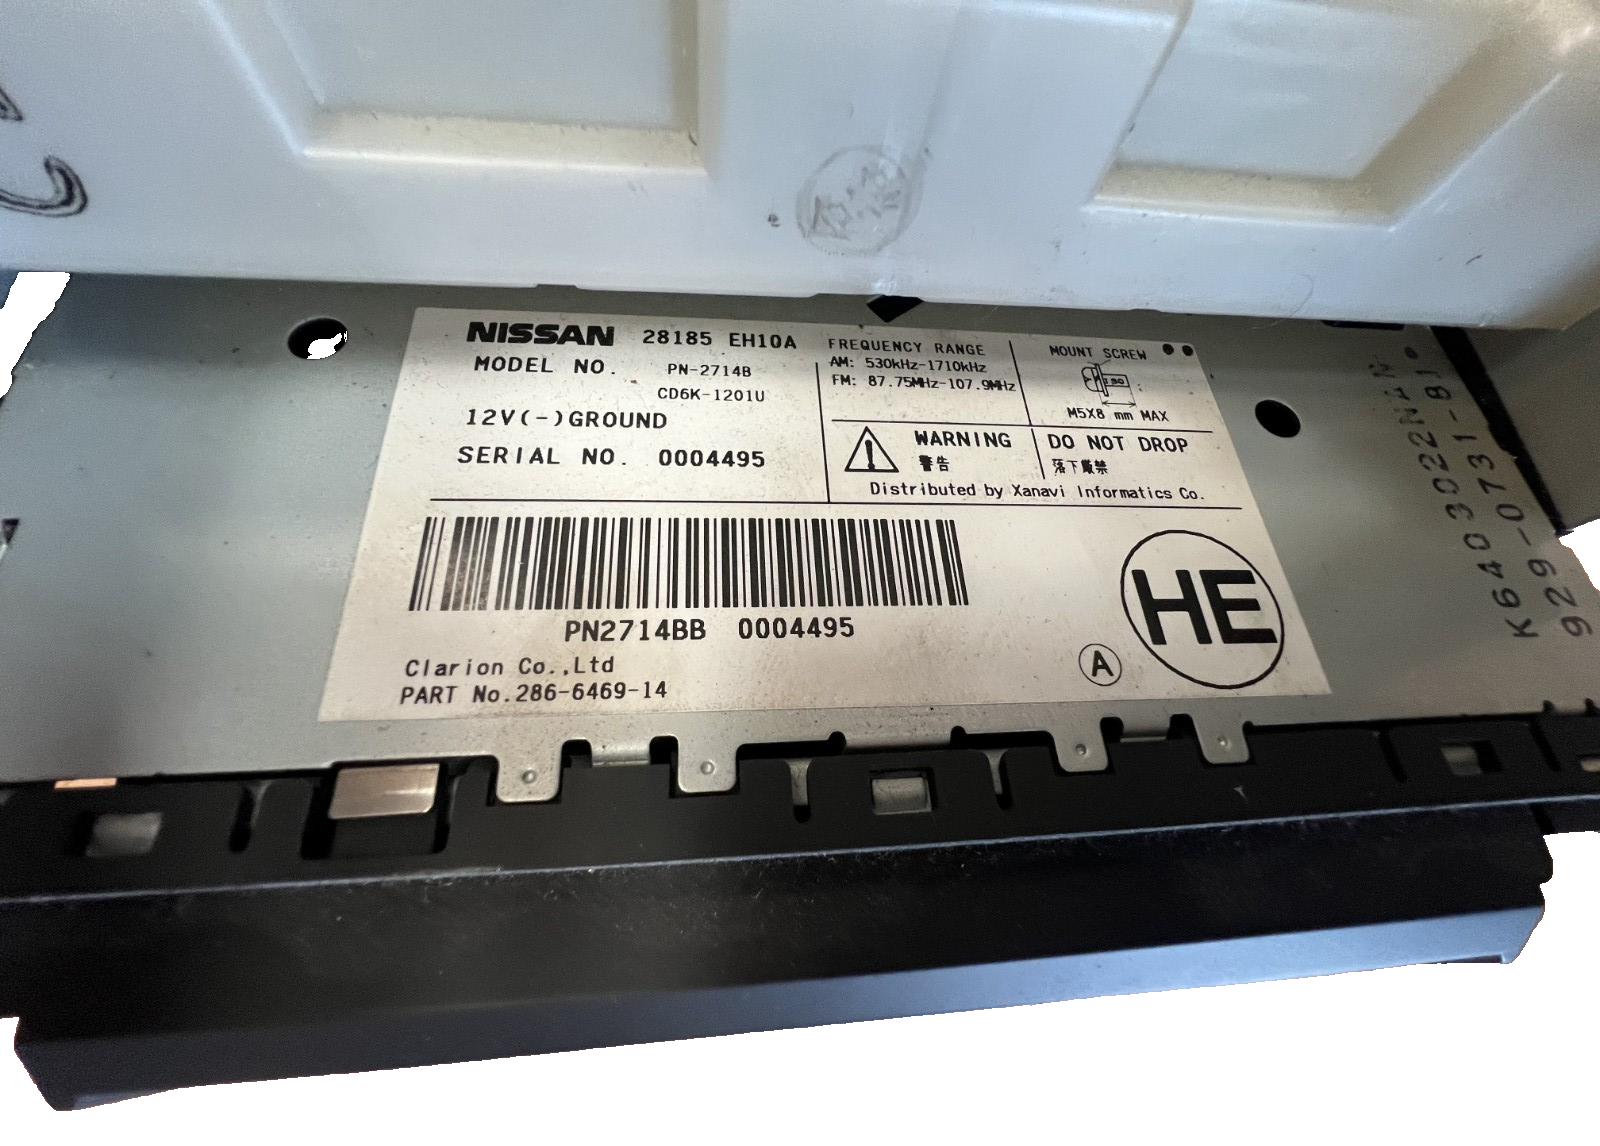 NISSAN 28185 EH10A
MODEL NO. PN-2714B
CD6K-1201U
12V(-)GROUND
SERIAL NO. 0004495
FREQUENCY RANGE
AM: 530kHz-1710kHz
FM: 87.75MHz-107.9MHz
MOUNT SCREW
M5X8 mm MAX
WARNING
警告
DO NOT DROP
落下厳禁
Distributed by Xanavi Informatics Co.
PN2714BB 0004495
Clarion Co.,Ltd
PART No.286-6469-14
A
HE
929-0731-81